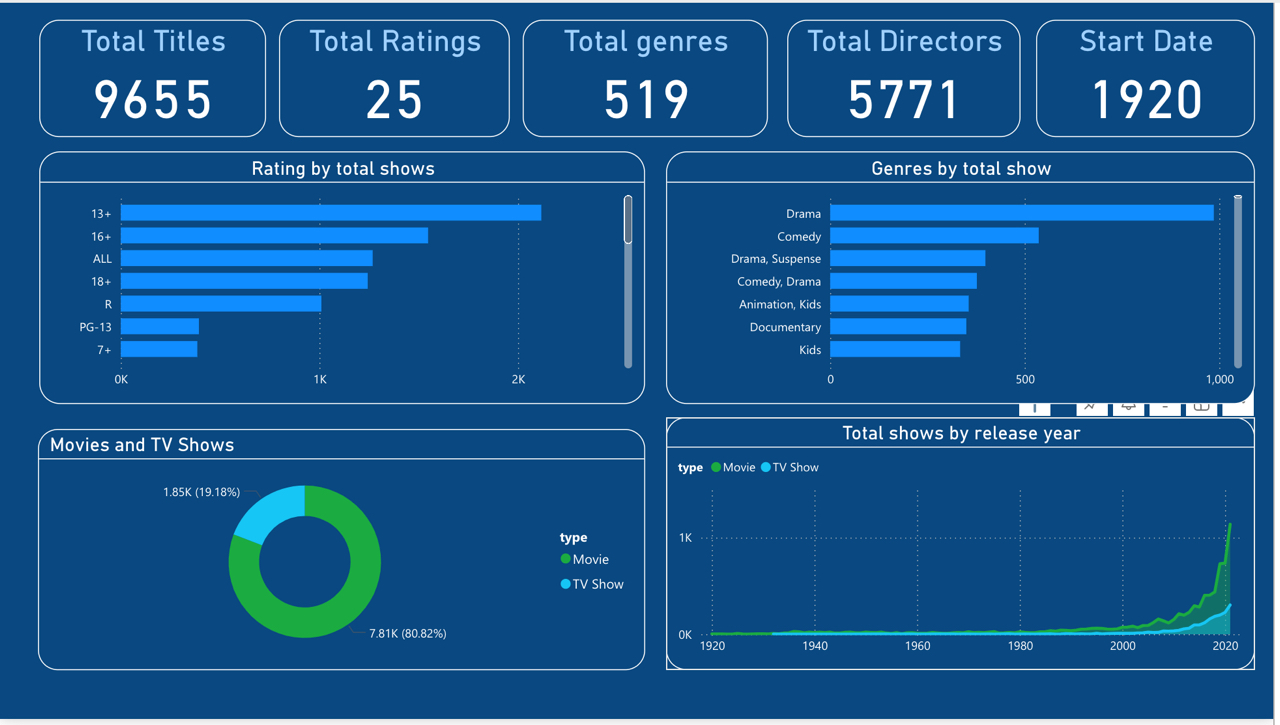 Total Titles
9655
Total Ratings
25
Total genres
519
Total Directors
5771
Start Date
1920
Rating by total shows
13+
16+
ALL
18+
R
PG-13
7+
0K 1K 2K
Genres by total show
Drama
Comedy
Drama, Suspense
Comedy, Drama
Animation, Kids
Documentary
Kids
0 500 1,000
Movies and TV Shows
1.85K (19.18%)
7.81K (80.82%)
type
Movie
TV Show
Total shows by release year
type Movie TV Show
1K
0K
1920 1940 1960 1980 2000 2020